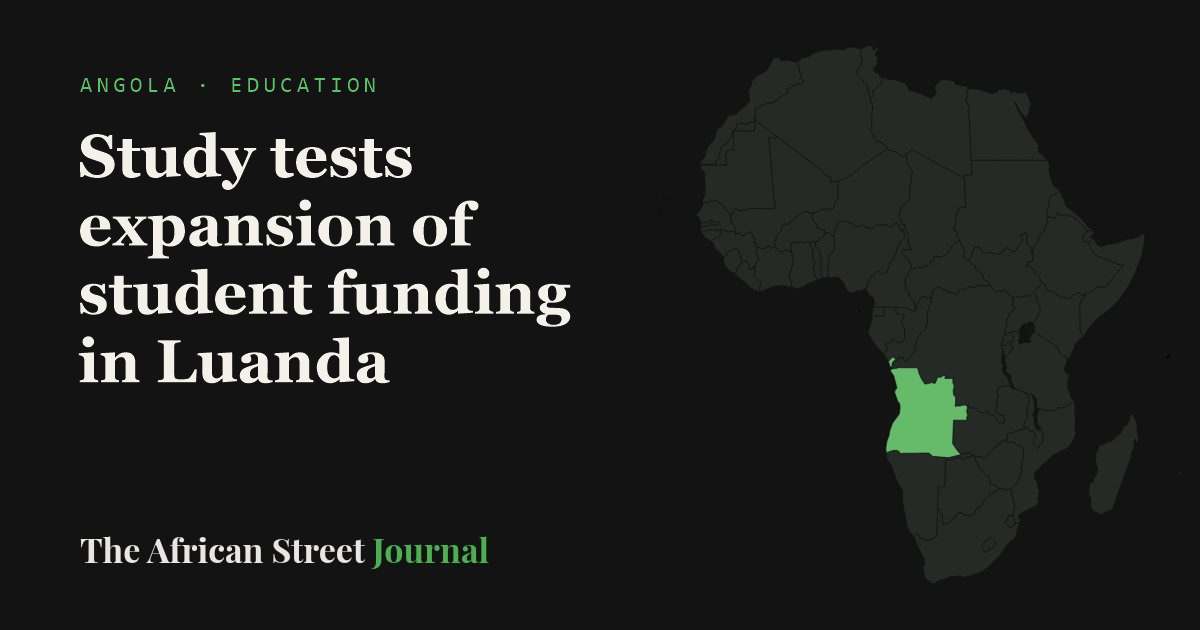 ANGOLA · EDUCATION
Study tests
expansion of
student funding
in Luanda
The African Street Journal